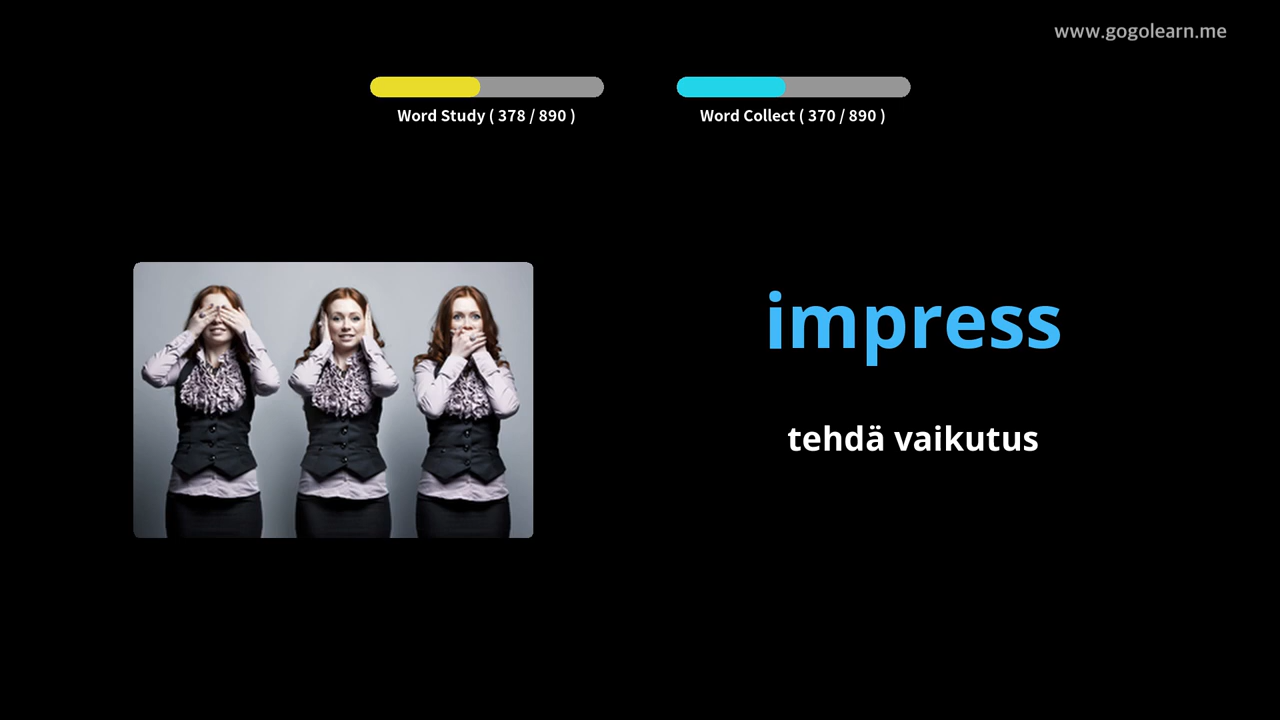 www.gogolearn.me
Word Study ( 378 / 890 )
Word Collect ( 370 / 890 )
impress
tehdä vaikutus